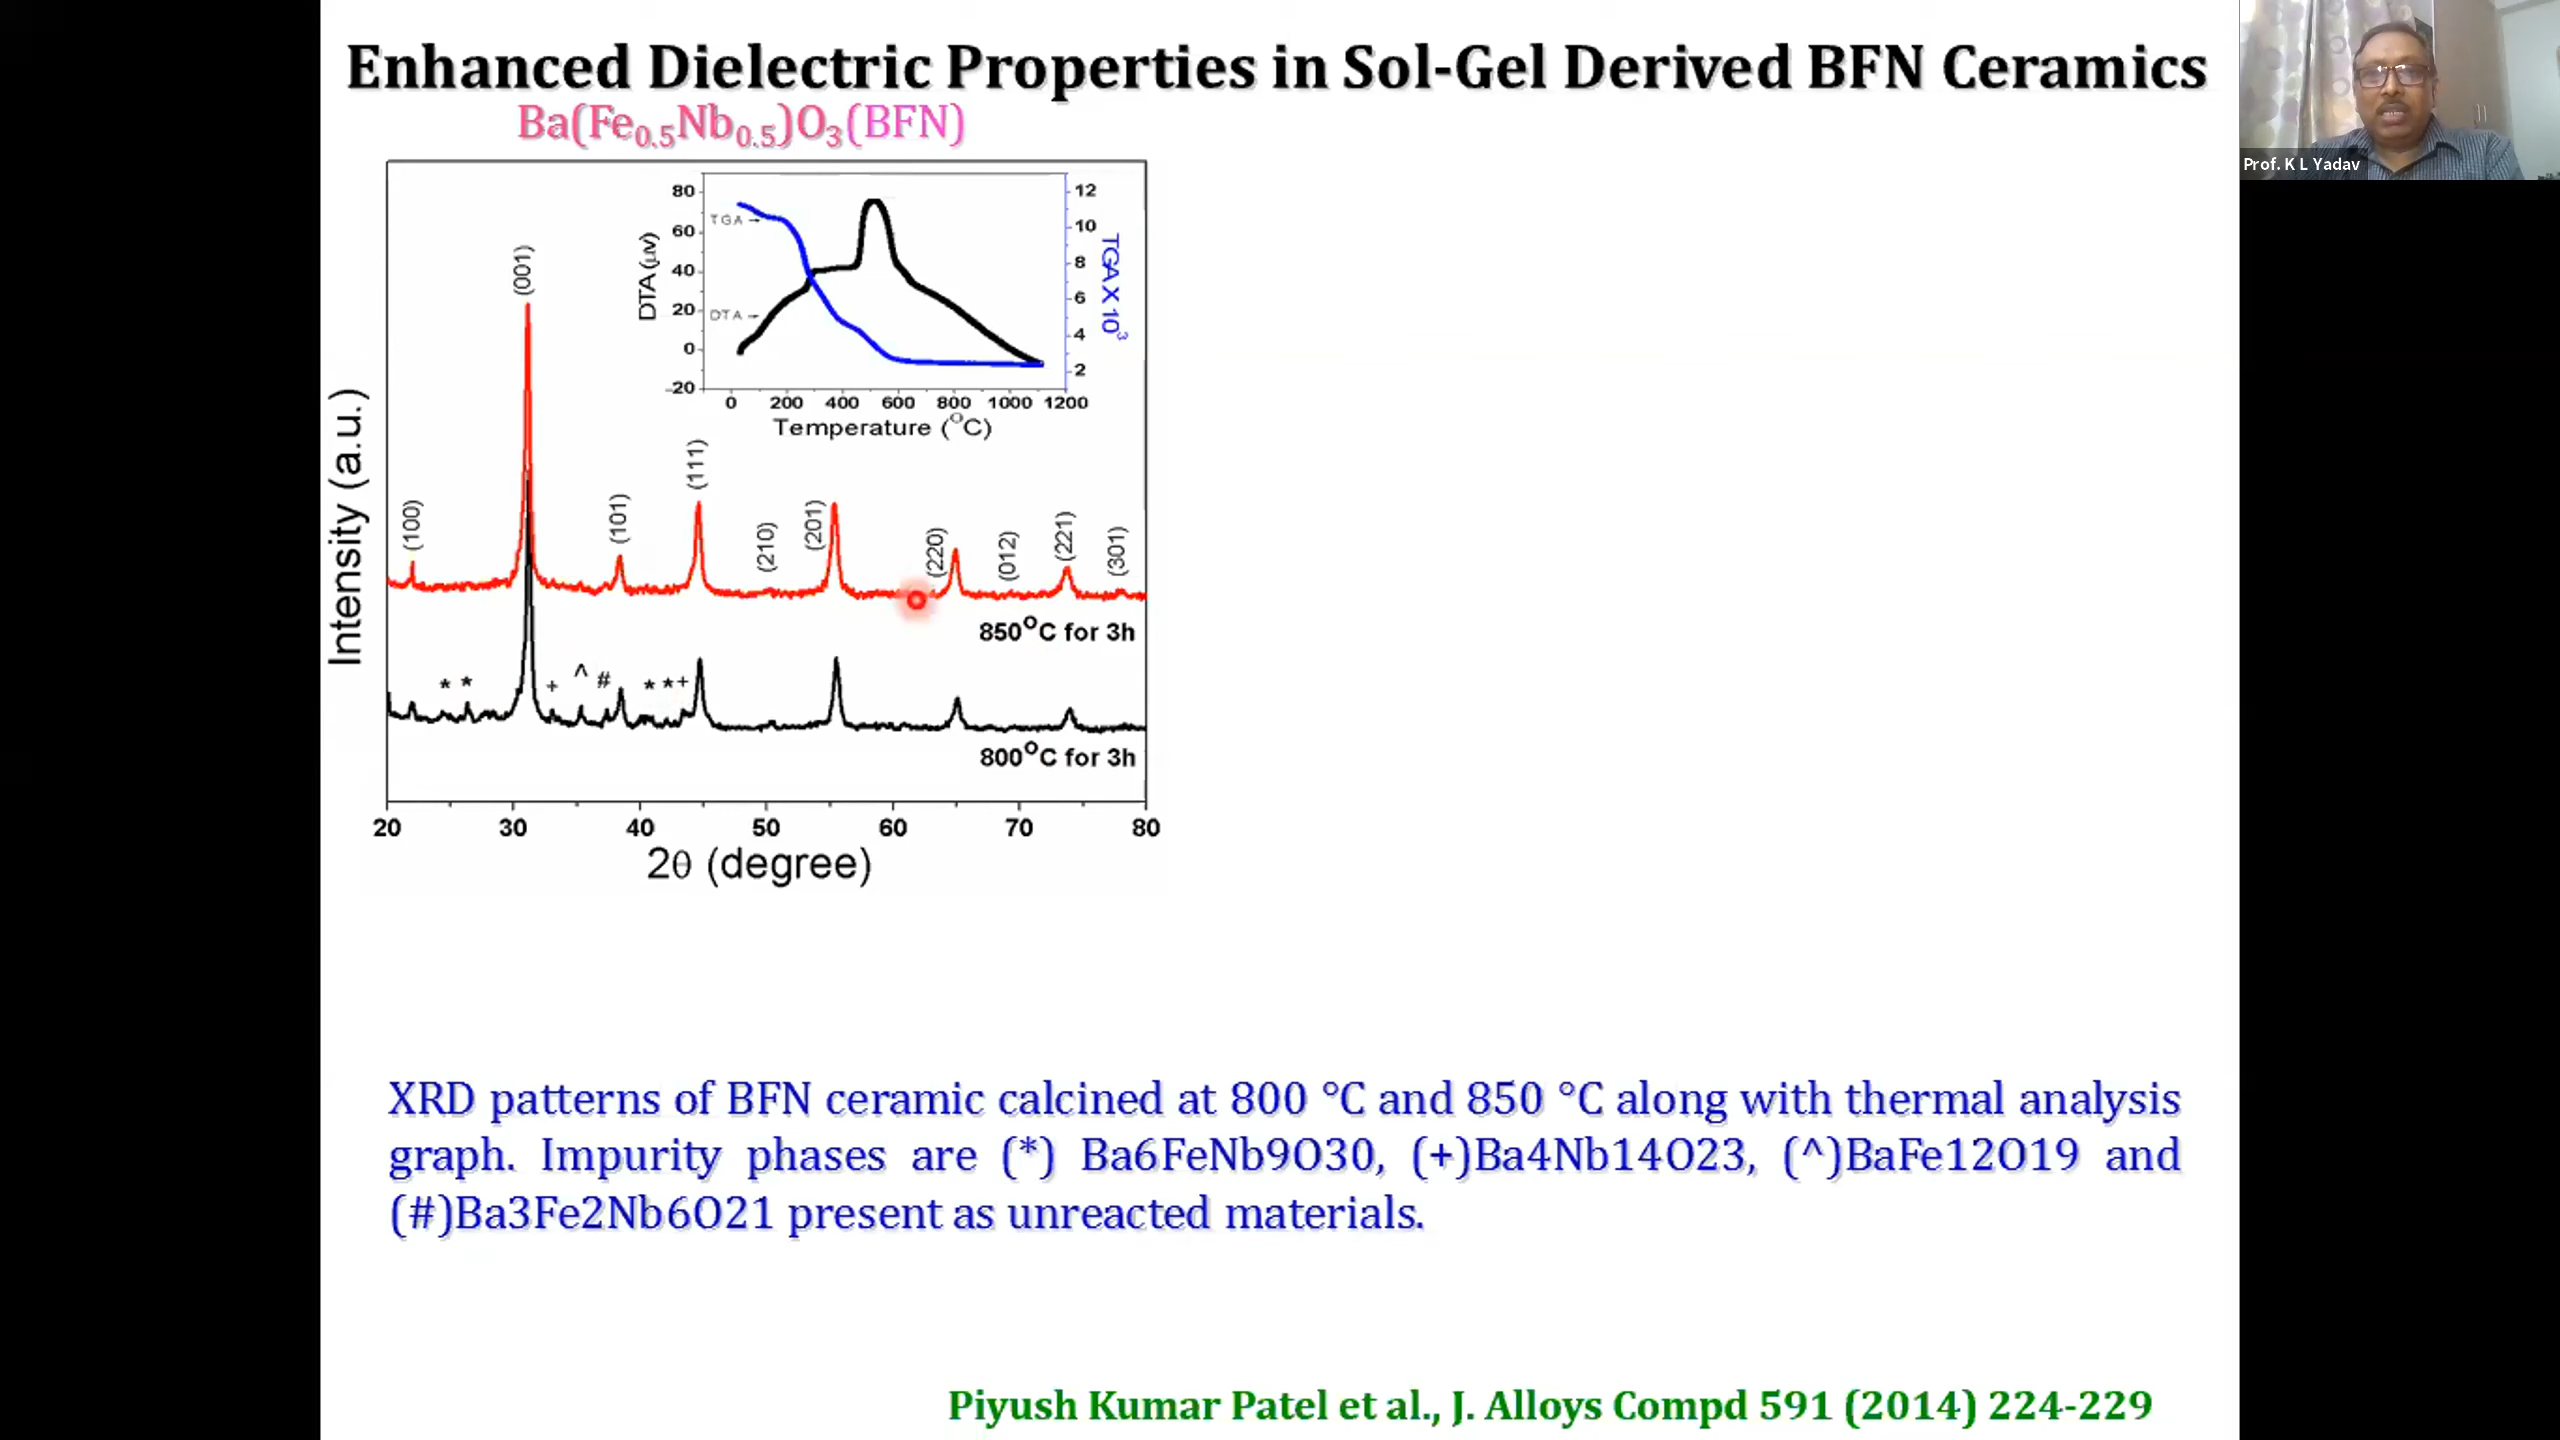 Enhanced Dielectric Properties in Sol-Gel Derived BFN Ceramics
Prof. K L Yadav
Ba(Fe0.5Nb0.5)O3(BFN)
Intensity (a.u.)
(100)
(001)
(101)
(111)
(210)
(201)
(220)
(012)
(221)
(301)
DTA (μv)
80
60
40
20
0
-20
TGA→
DTA→
12
10
8
6
4
2
TGA X 10³
0 200 400 600 800 1000 1200
Temperature (°C)
850°C for 3h
* * + ^ # * * +
800°C for 3h
20 30 40 50 60 70 80
2θ (degree)
XRD patterns of BFN ceramic calcined at 800 °C and 850 °C along with thermal analysis
graph. Impurity phases are (*) Ba6FeNb9O30, (+)Ba4Nb14O23, (^)BaFe12O19 and
(#)Ba3Fe2Nb6O21 present as unreacted materials.
Piyush Kumar Patel et al., J. Alloys Compd 591 (2014) 224-229